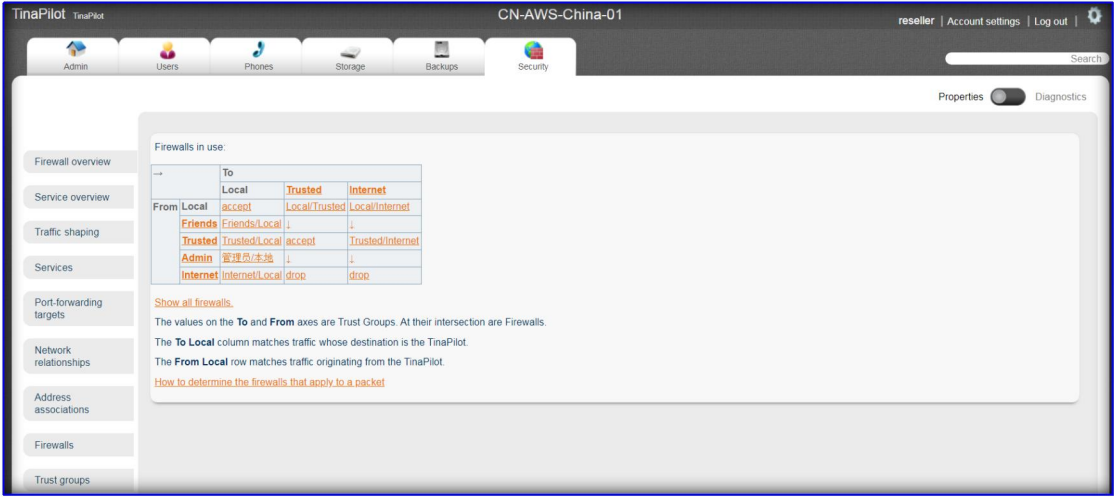 TinaPilot TinaPilot
CN-AWS-China-01
reseller | Account settings | Log out |
Admin
Users
Phones
Storage
Backups
Security
Search
Properties
Diagnostics
Firewall overview
Service overview
Traffic shaping
Services
Port-forwarding
targets
Network
relationships
Address
associations
Firewalls
Trust groups
Firewalls in use:
→ To
Local Trusted Internet
From Local accept Local/Trusted Local/Internet
Friends Friends/Local ↓ ↓
Trusted Trusted/Local accept Trusted/Internet
Admin 管理员/本地 ↓ ↓
Internet Internet/Local drop drop
Show all firewalls.
The values on the To and From axes are Trust Groups. At their intersection are Firewalls.
The To Local column matches traffic whose destination is the TinaPilot.
The From Local row matches traffic originating from the TinaPilot.
How to determine the firewalls that apply to a packet